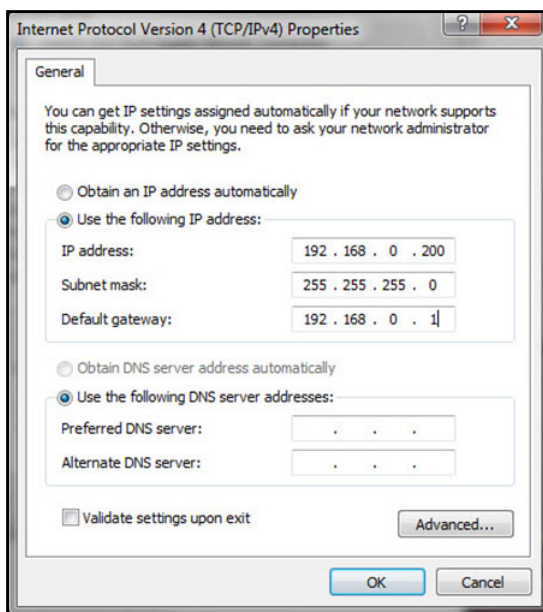 Internet Protocol Version 4 (TCP/IPv4) Properties
General
You can get IP settings assigned automatically if your network supports
this capability. Otherwise, you need to ask your network administrator
for the appropriate IP settings.
Obtain an IP address automatically
Use the following IP address:
IP address: 192 . 168 . 0 . 200
Subnet mask: 255 . 255 . 255 . 0
Default gateway: 192 . 168 . 0 . 1
Obtain DNS server address automatically
Use the following DNS server addresses:
Preferred DNS server: . . .
Alternate DNS server: . . .
Validate settings upon exit
Advanced...
OK Cancel